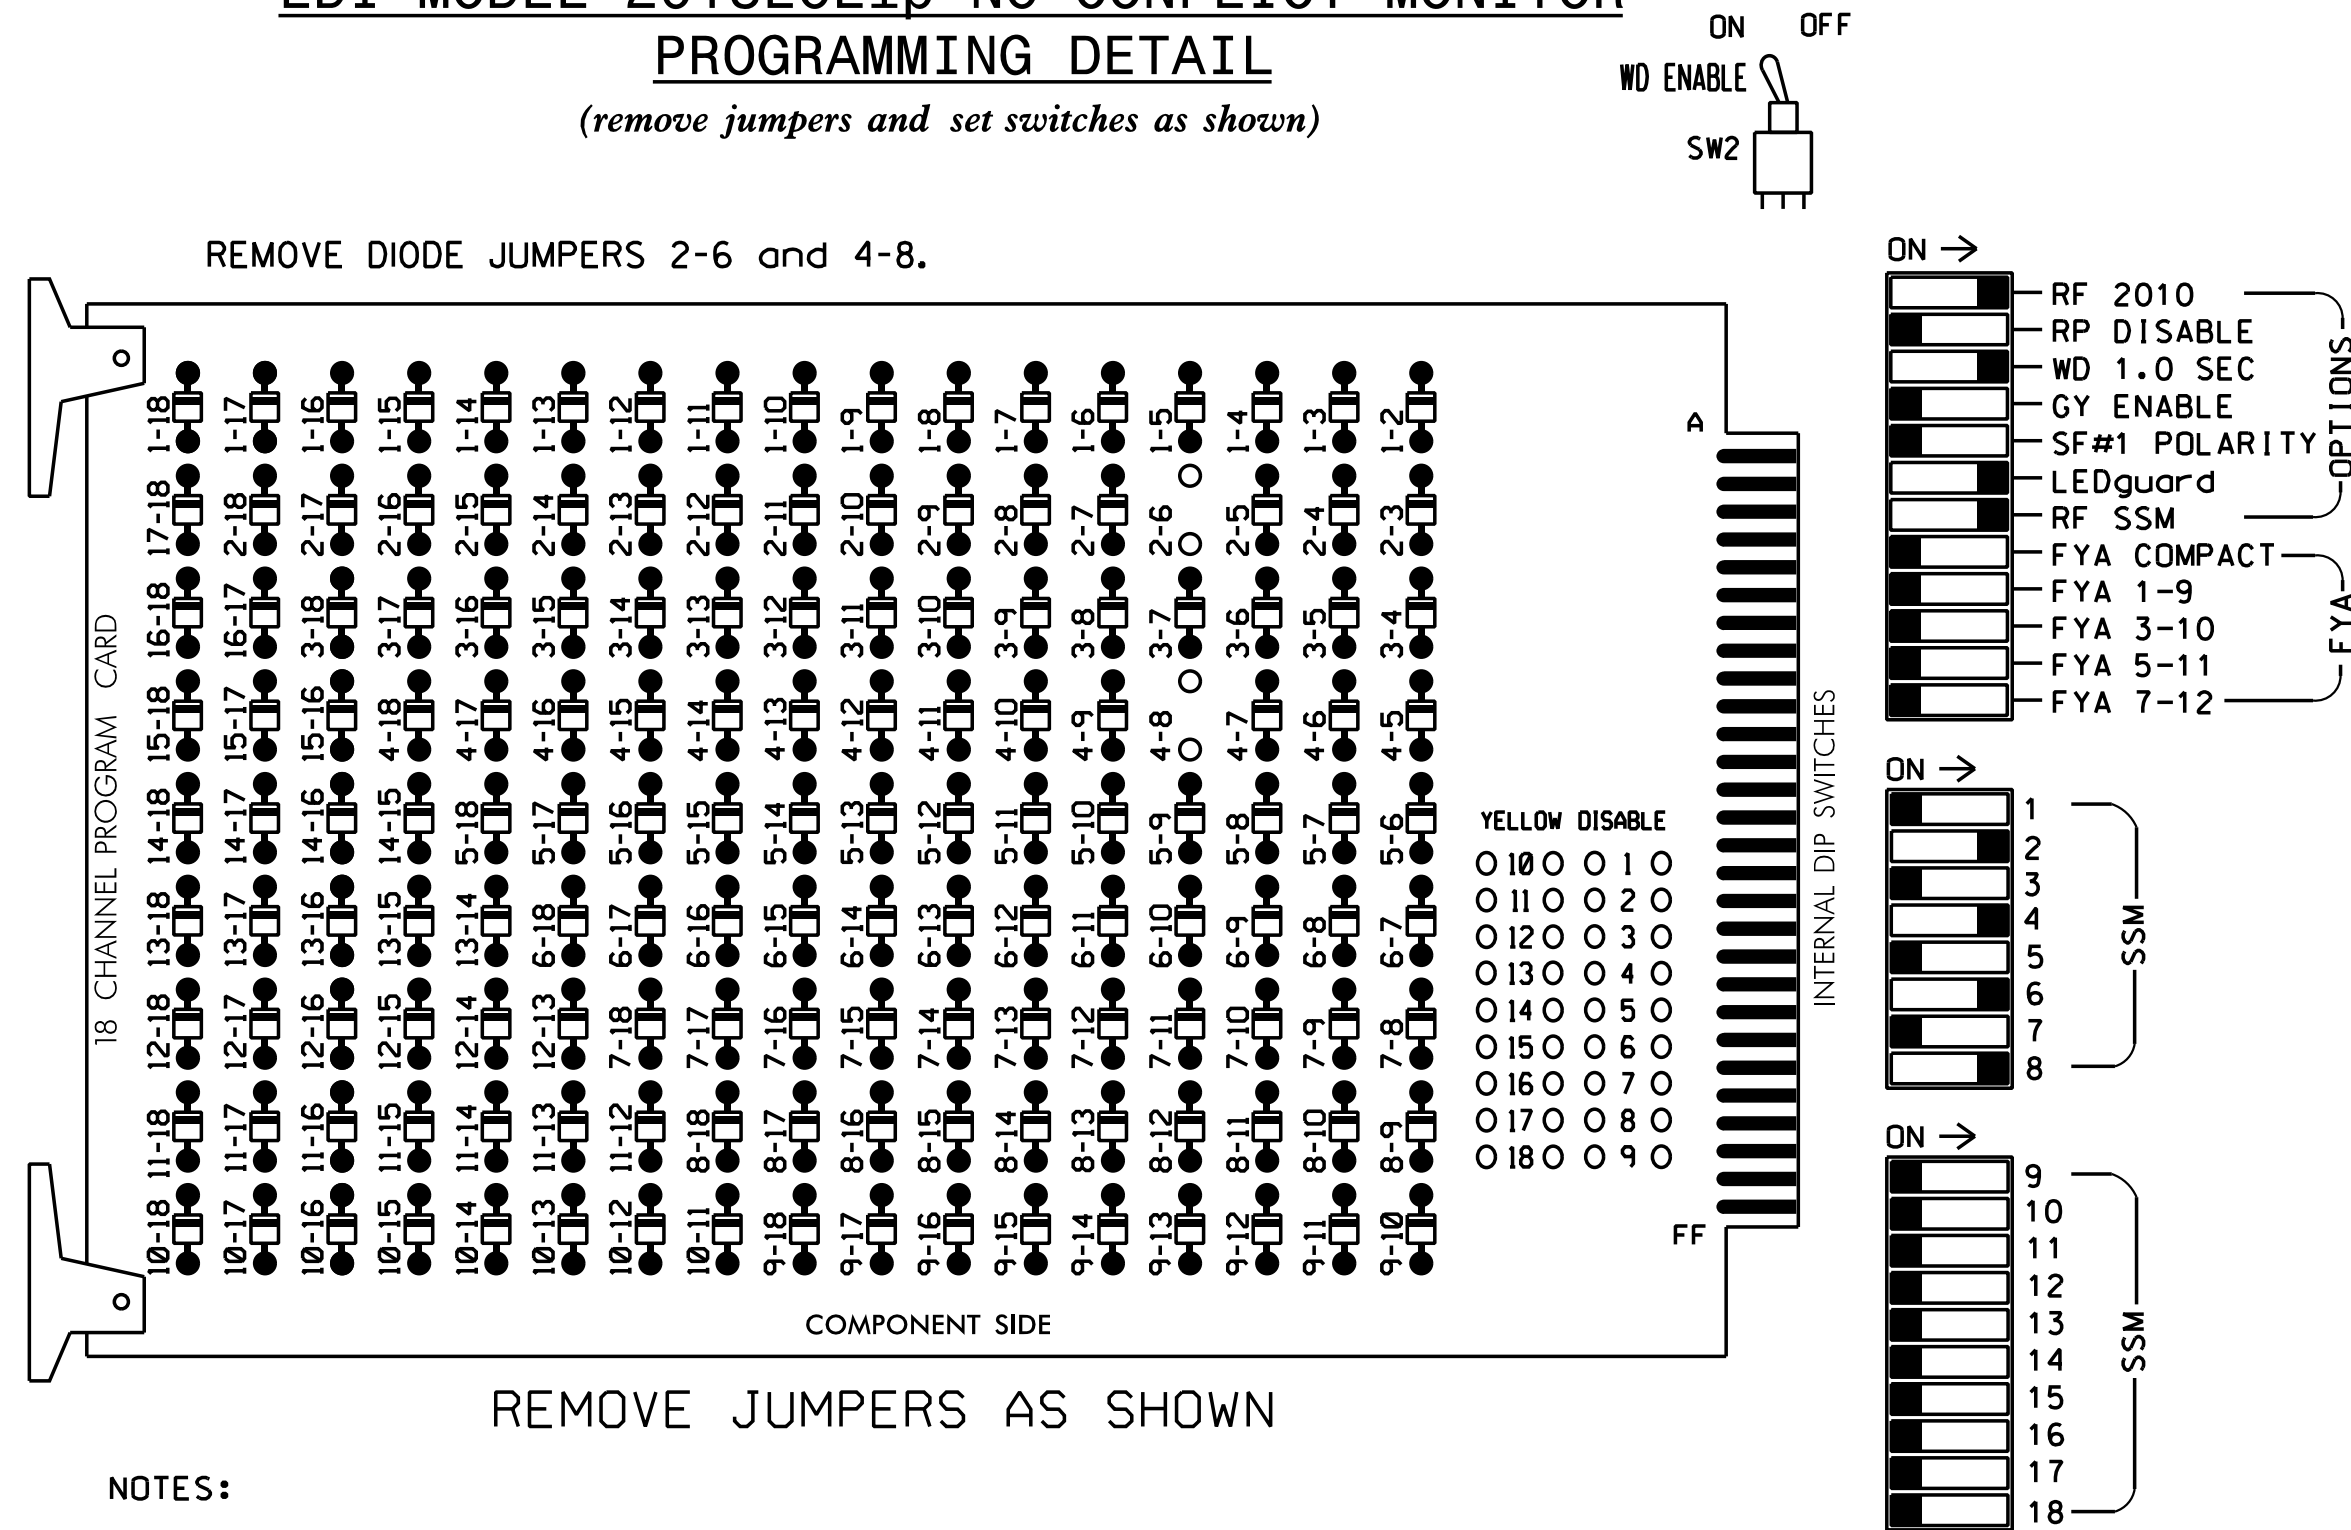 PROGRAMMING DETAIL
(remove jumpers and set switches as shown)
ON OFF
WD ENABLE
SW2
REMOVE DIODE JUMPERS 2-6 and 4-8.
18 CHANNEL PROGRAM CARD
1-18 1-17 1-16 1-15 1-14 1-13 1-12 1-11 1-10 1-9 1-8 1-7 1-6 1-5 1-4 1-3 1-2
17-18 2-18 2-17 2-16 2-15 2-14 2-13 2-12 2-11 2-10 2-9 2-8 2-7 2-6 2-5 2-4 2-3
16-18 16-17 3-18 3-17 3-16 3-15 3-14 3-13 3-12 3-11 3-10 3-9 3-8 3-7 3-6 3-5 3-4
15-18 15-17 15-16 4-18 4-17 4-16 4-15 4-14 4-13 4-12 4-11 4-10 4-9 4-8 4-7 4-6 4-5
14-18 14-17 14-16 14-15 5-18 5-17 5-16 5-15 5-14 5-13 5-12 5-11 5-10 5-9 5-8 5-7 5-6
13-18 13-17 13-16 13-15 13-14 6-18 6-17 6-16 6-15 6-14 6-13 6-12 6-11 6-10 6-9 6-8 6-7
12-18 12-17 12-16 12-15 12-14 12-13 7-18 7-17 7-16 7-15 7-14 7-13 7-12 7-11 7-10 7-9 7-8
11-18 11-17 11-16 11-15 11-14 11-13 11-12 8-18 8-17 8-16 8-15 8-14 8-13 8-12 8-11 8-10 8-9
10-18 10-17 10-16 10-15 10-14 10-13 10-12 10-11 9-18 9-17 9-16 9-15 9-14 9-13 9-12 9-11 9-10
A
YELLOW DISABLE
10 1
11 2
12 3
13 4
14 5
15 6
16 7
17 8
18 9
FF
COMPONENT SIDE
INTERNAL DIP SWITCHES
ON
RF 2010
RP DISABLE
WD 1.0 SEC
GY ENABLE
SF#1 POLARITY
LEDguard
RF SSM
OPTIONS
FYA COMPACT
FYA 1-9
FYA 3-10
FYA 5-11
FYA 7-12
FYA
ON
1
2
3
4
5
6
7
8
SSM
ON
9
10
11
12
13
14
15
16
17
18
SSM
REMOVE JUMPERS AS SHOWN
NOTES: